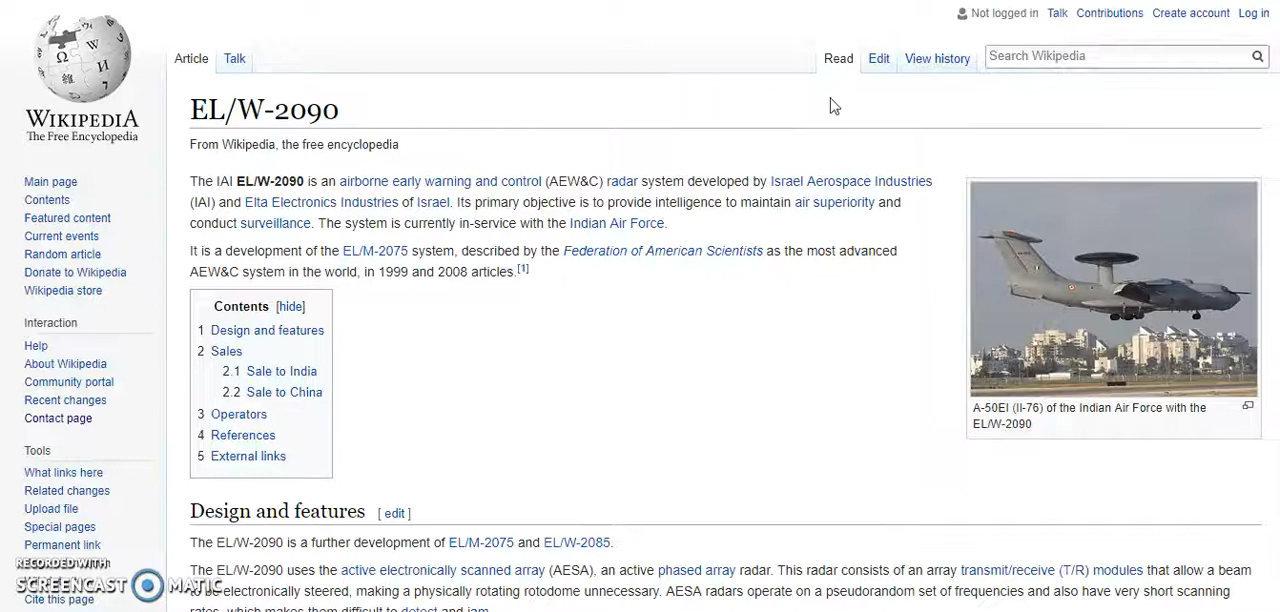 Not logged in Talk Contributions Create account Log in
Article Talk Read Edit View history Search Wikipedia
WIKIPEDIA
The Free Encyclopedia
Main page
Contents
Featured content
Current events
Random article
Donate to Wikipedia
Wikipedia store
Interaction
Help
About Wikipedia
Community portal
Recent changes
Contact page
Tools
What links here
Related changes
Upload file
Special pages
Permanent link
Cite this page
RECORDED WITH
SCREENCAST MATIC
EL/W-2090
From Wikipedia, the free encyclopedia
The IAI EL/W-2090 is an airborne early warning and control (AEW&C) radar system developed by Israel Aerospace Industries
(IAI) and Elta Electronics Industries of Israel. Its primary objective is to provide intelligence to maintain air superiority and
conduct surveillance. The system is currently in-service with the Indian Air Force.
It is a development of the EL/M-2075 system, described by the Federation of American Scientists as the most advanced
AEW&C system in the world, in 1999 and 2008 articles.[1]
Contents [hide]
1 Design and features
2 Sales
2.1 Sale to India
2.2 Sale to China
3 Operators
4 References
5 External links
A-50EI (Il-76) of the Indian Air Force with the
EL/W-2090
Design and features [ edit ]
The EL/W-2090 is a further development of EL/M-2075 and EL/W-2085.
The EL/W-2090 uses the active electronically scanned array (AESA), an active phased array radar. This radar consists of an array transmit/receive (T/R) modules that allow a beam
to be electronically steered, making a physically rotating rotodome unnecessary. AESA radars operate on a pseudorandom set of frequencies and also have very short scanning
rates, which makes them difficult to detect and jam.